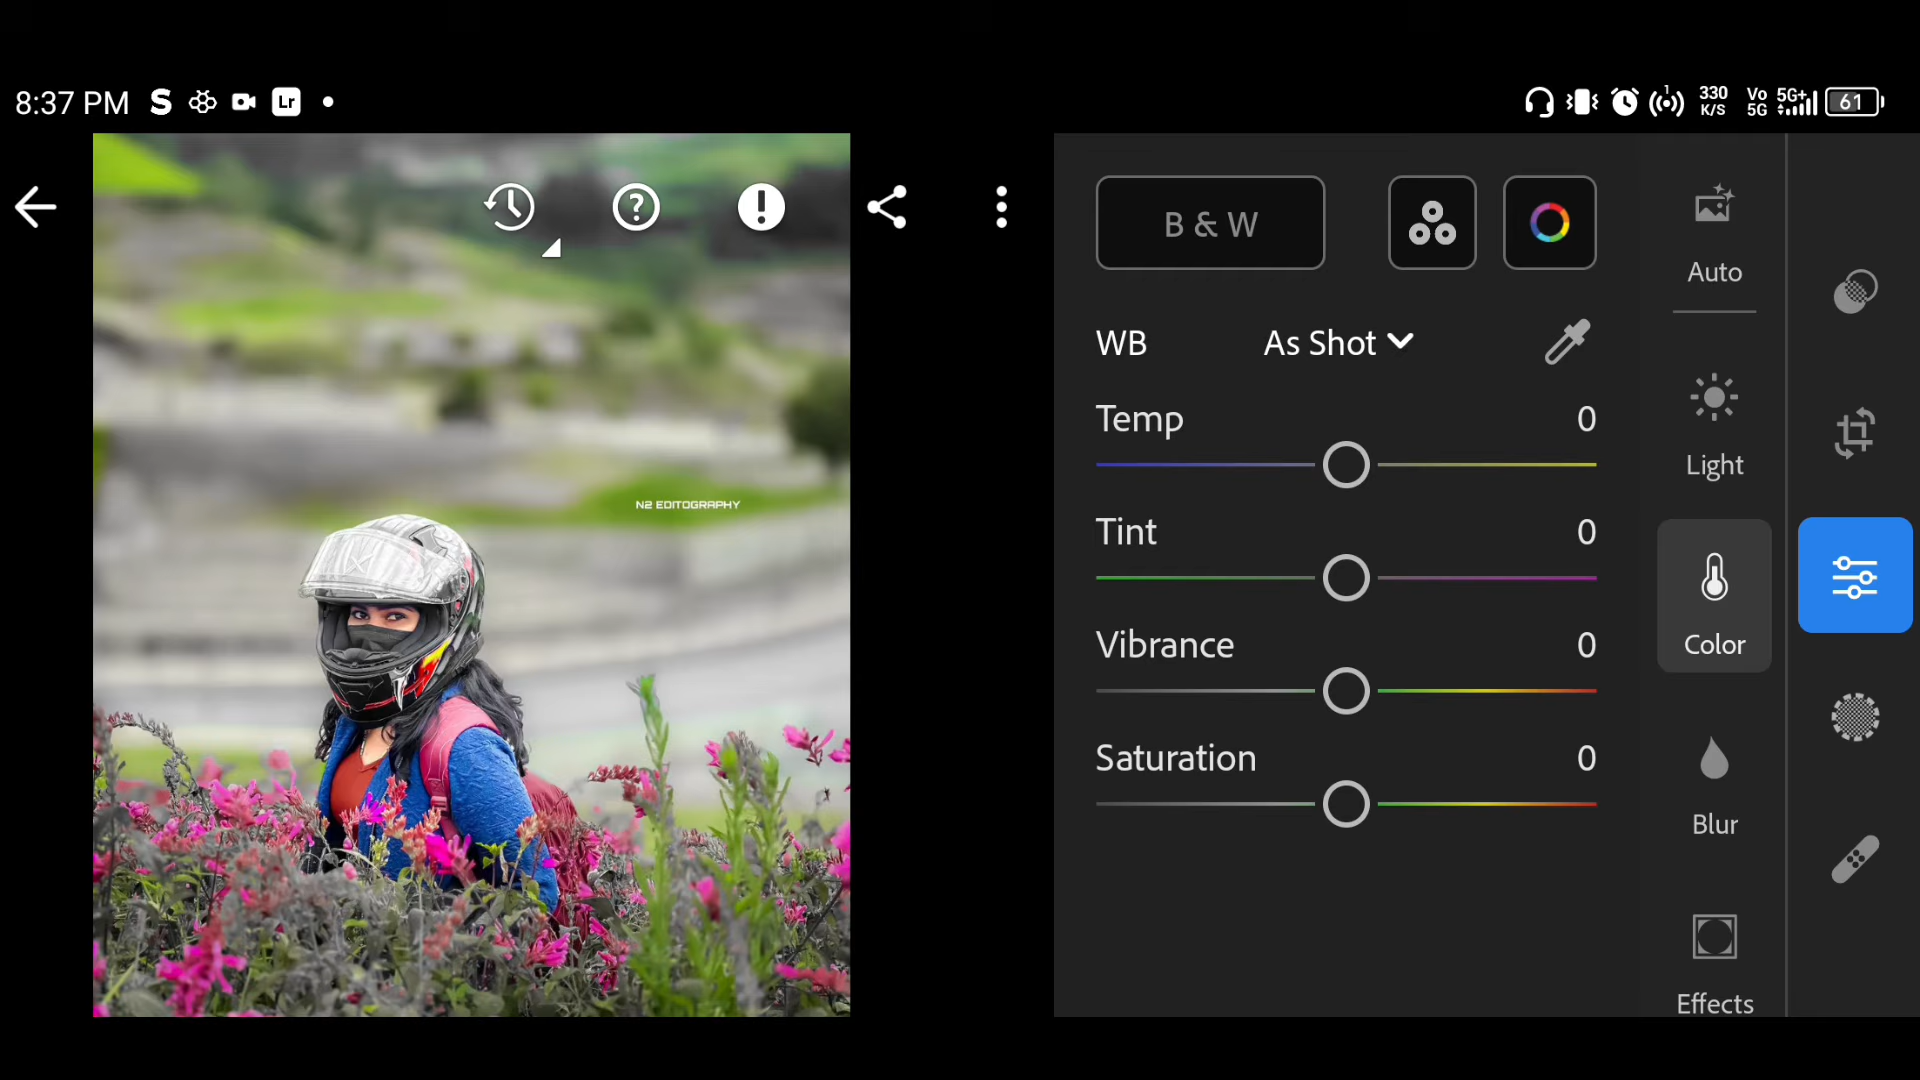 8:37 PM S Lr
330 K/S Vo 5G 5G+ 61
B & W
Auto
WB As Shot
Temp 0
Light
N2 EDITOGRAPHY
Tint 0
Color
Vibrance 0
Saturation 0
Blur
Effects